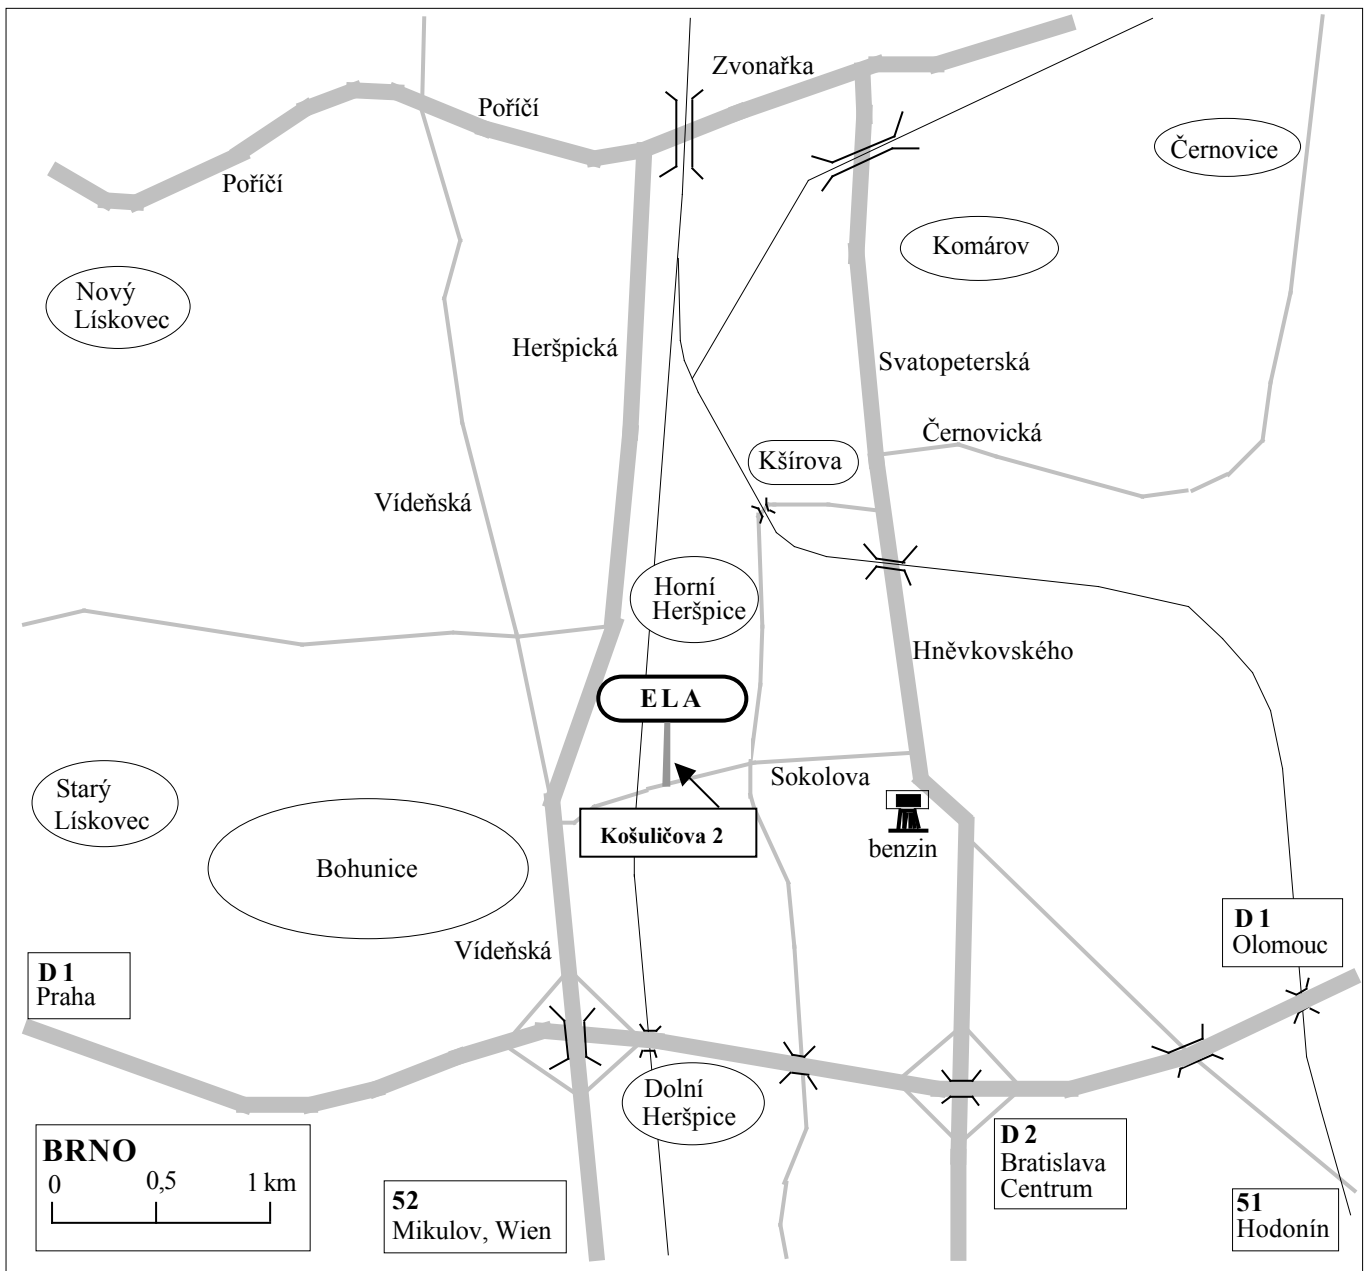 Zvonařka
Poříčí
Černovice
Poříčí
Komárov
Nový
Lískovec
Heršpická
Svatopeterská
Černovická
Kšírova
Vídeňská
Horní
Heršpice
Hněvkovského
ELA
Sokolova
Starý
Lískovec
Košuličova 2
benzin
Bohunice
D 1
Olomouc
Vídeňská
D 1
Praha
Dolní
Heršpice
BRNO
0 0,5 1 km
D 2
Bratislava
Centrum
52
Mikulov, Wien
51
Hodonín